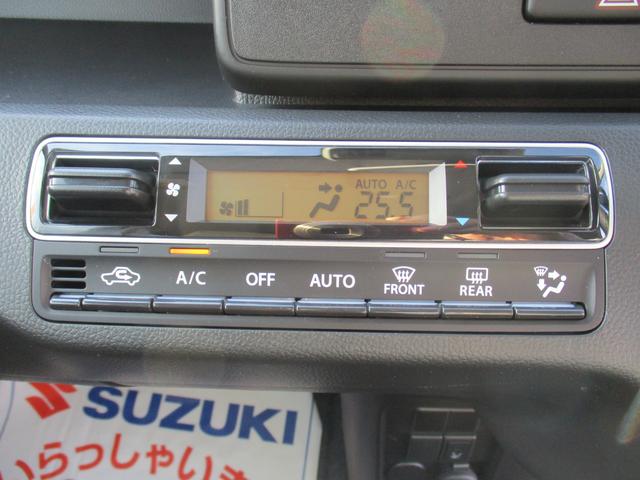 AUTO A/C
25.5
A/C OFF AUTO FRONT REAR
SUZUKI
いらっしゃいま